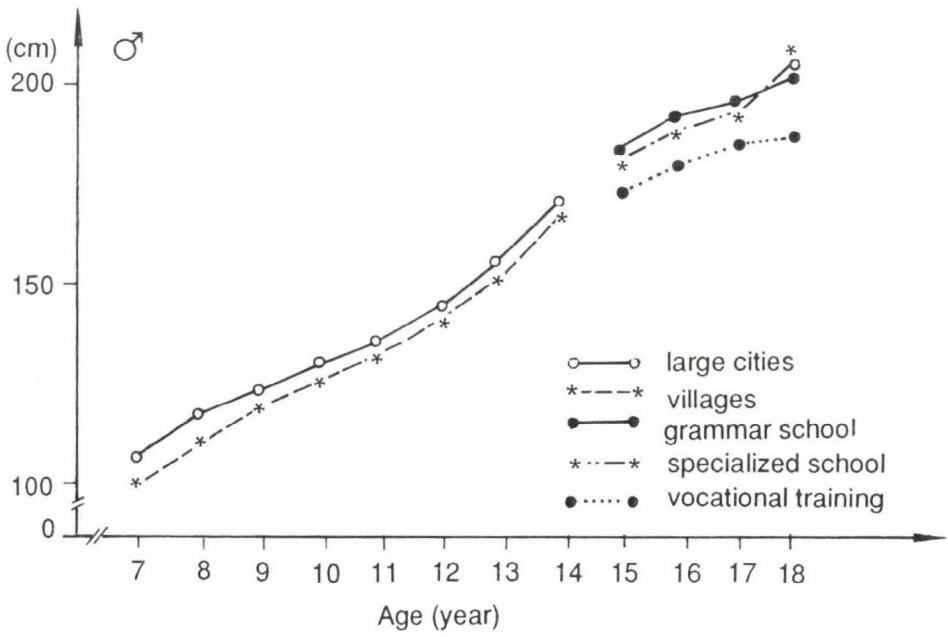 (cm)
♂
200
150
100
0
7 8 9 10 11 12 13 14 15 16 17 18
Age (year)
large cities
villages
grammar school
specialized school
vocational training